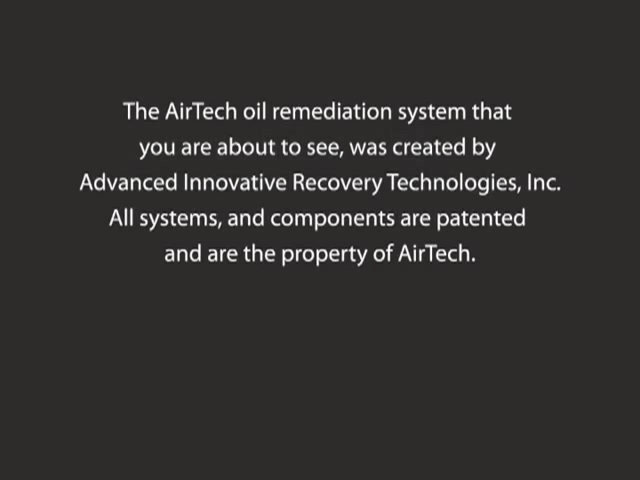 The AirTech oil remediation system that
you are about to see, was created by
Advanced Innovative Recovery Technologies, Inc.
All systems, and components are patented
and are the property of AirTech.